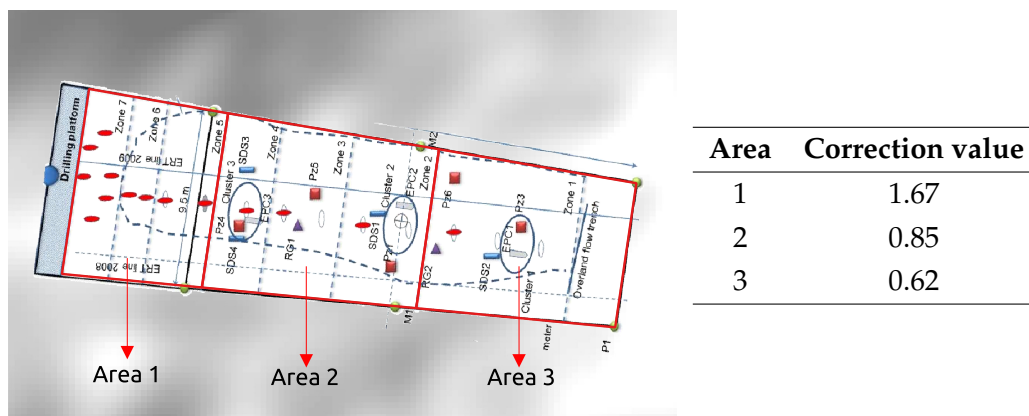 Drilling platform
Zone 7
Zone 6
ERT line 2009
ERT line 2008
9.5 m
Zone 5
SDS3
Cluster 3
EPC3
Pz4
SDS4
Zone 4
Pz5
RG1
Zone 3
Cluster 2
EPC2
SDS1
M2
Zone 2
Pz6
RG2
M1
Pz3
EPC1
SDS2
Cluster
Zone 1
Overland flow trench
meter
P1
Area 1
Area 2
Area 3
Area Correction value
1 1.67
2 0.85
3 0.62